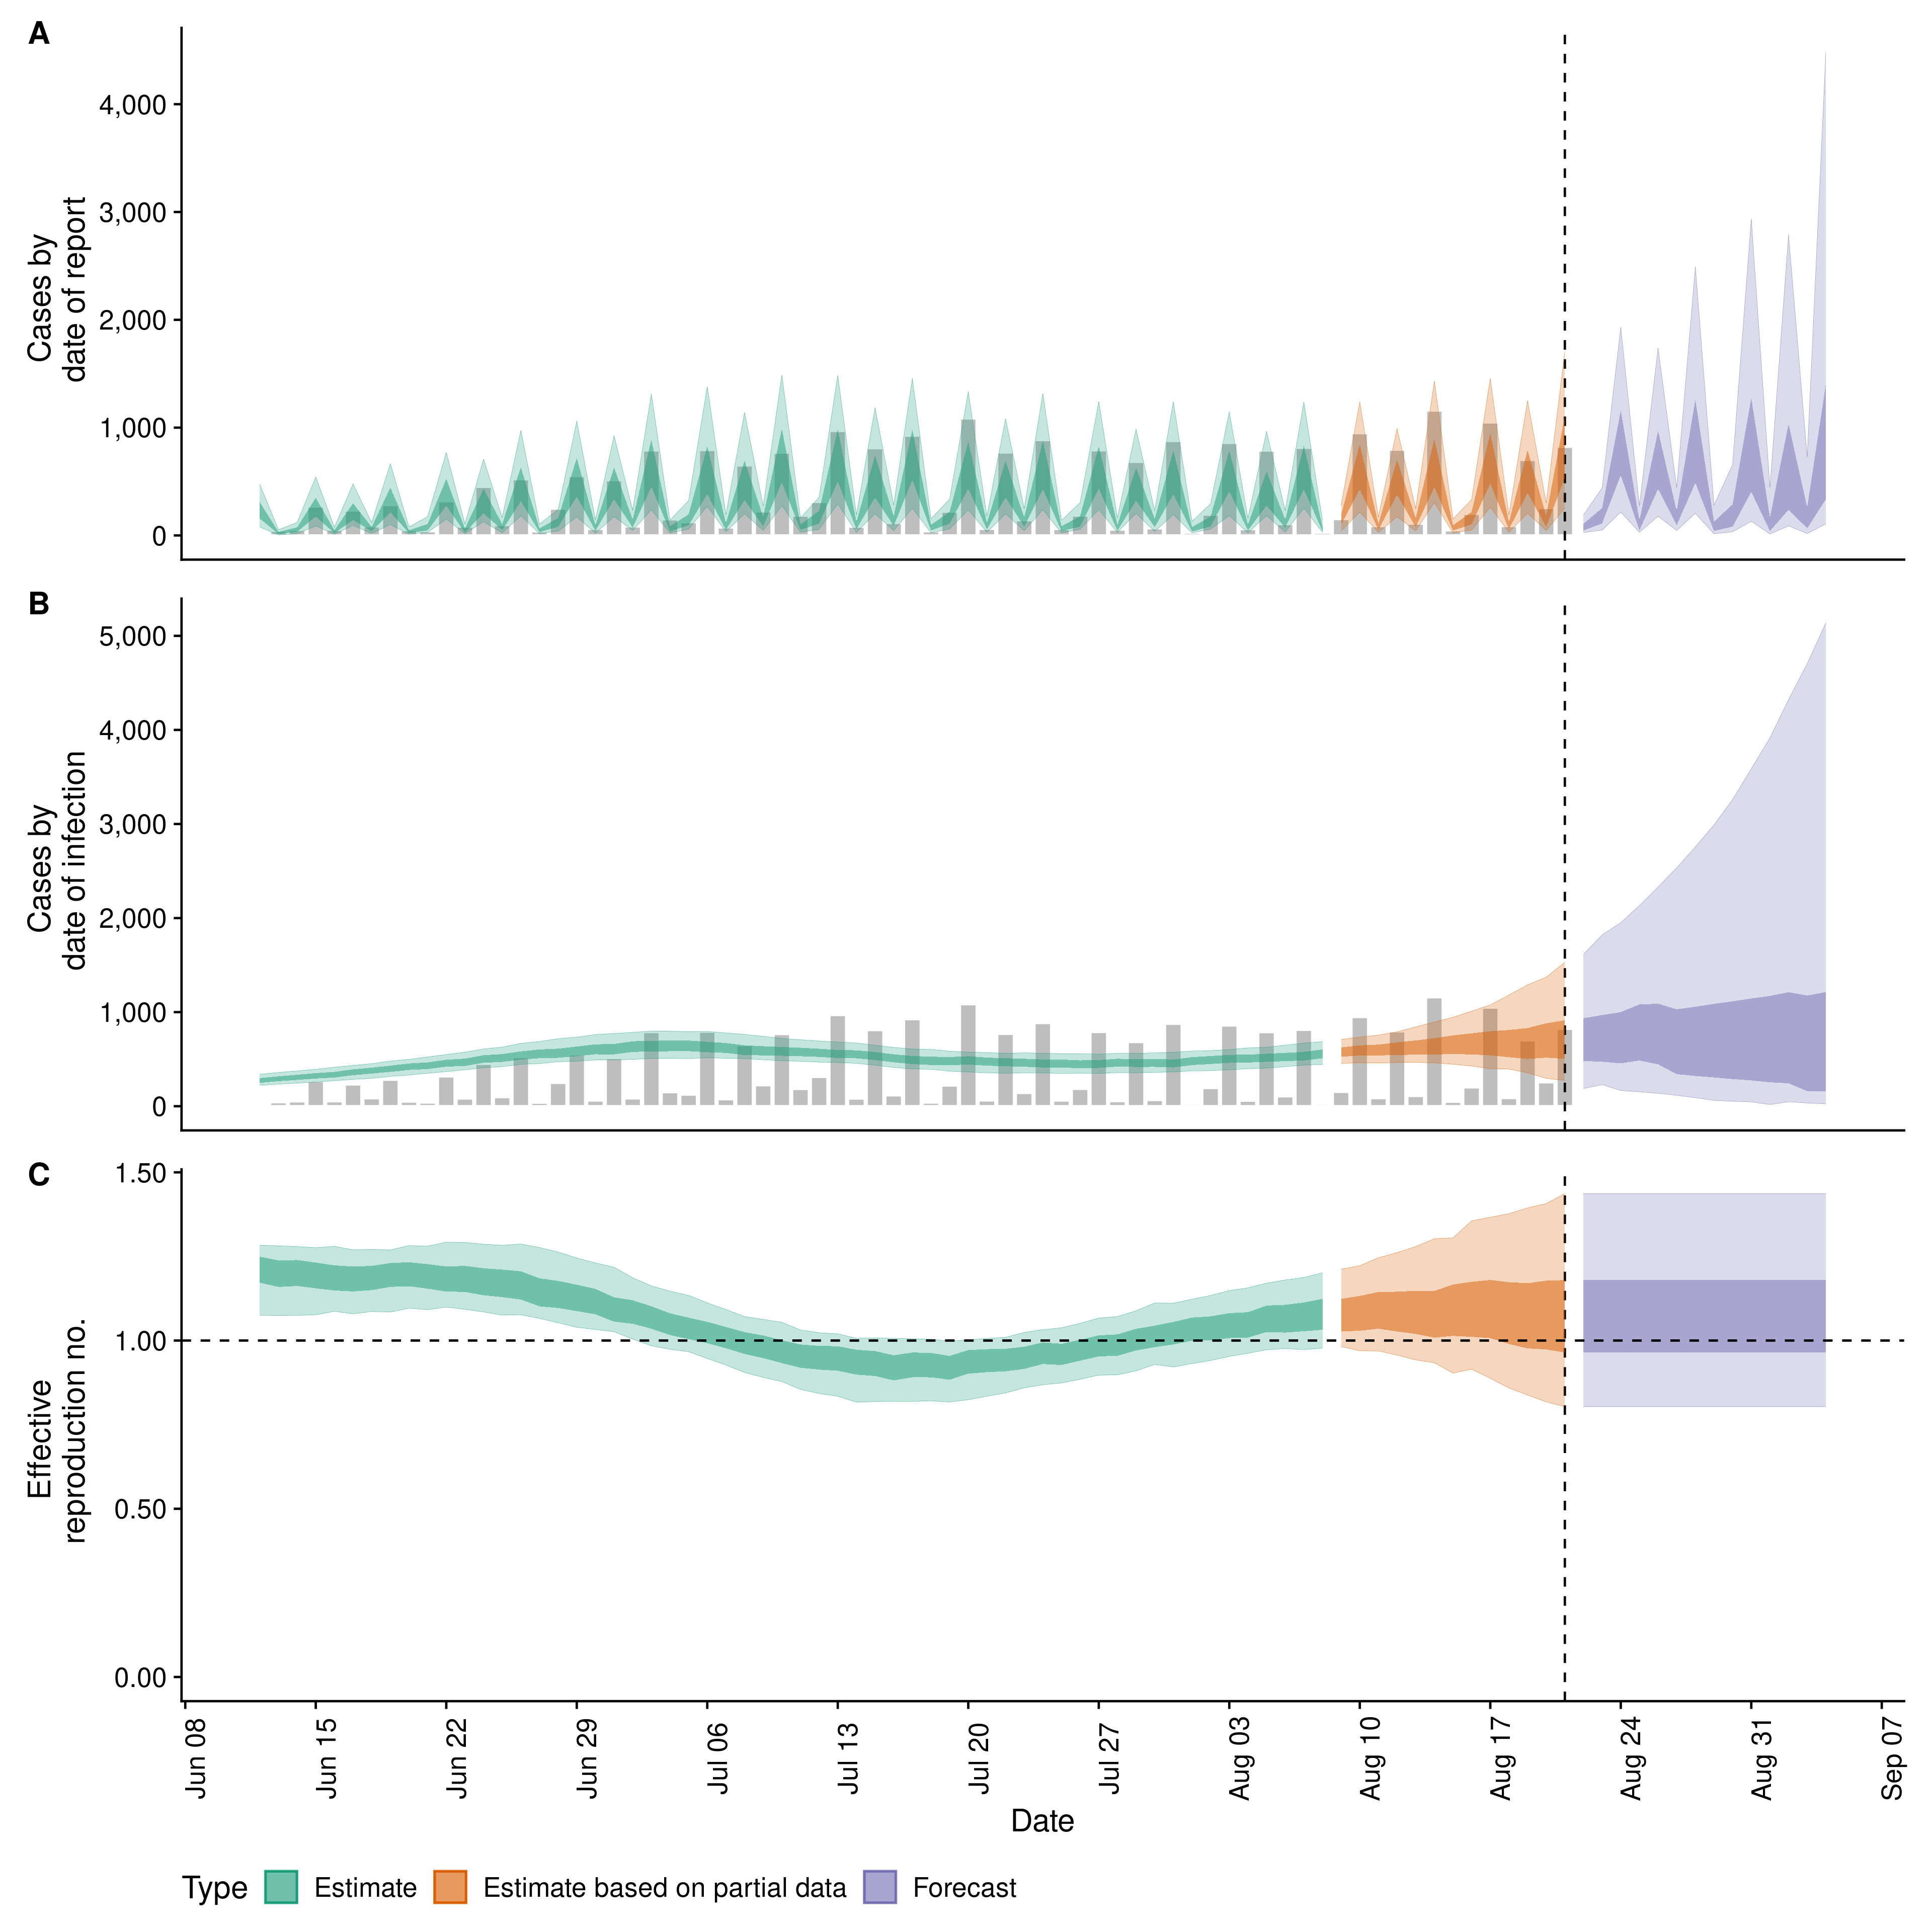 A
Cases by
date of report
4,000
3,000
2,000
1,000
0
B
Cases by
date of infection
5,000
4,000
3,000
2,000
1,000
0
C
Effective
reproduction no.
1.50
1.00
0.50
0.00
Jun 08
Jun 15
Jun 22
Jun 29
Jul 06
Jul 13
Jul 20
Jul 27
Aug 03
Aug 10
Aug 17
Aug 24
Aug 31
Sep 07
Date
Type Estimate Estimate based on partial data Forecast